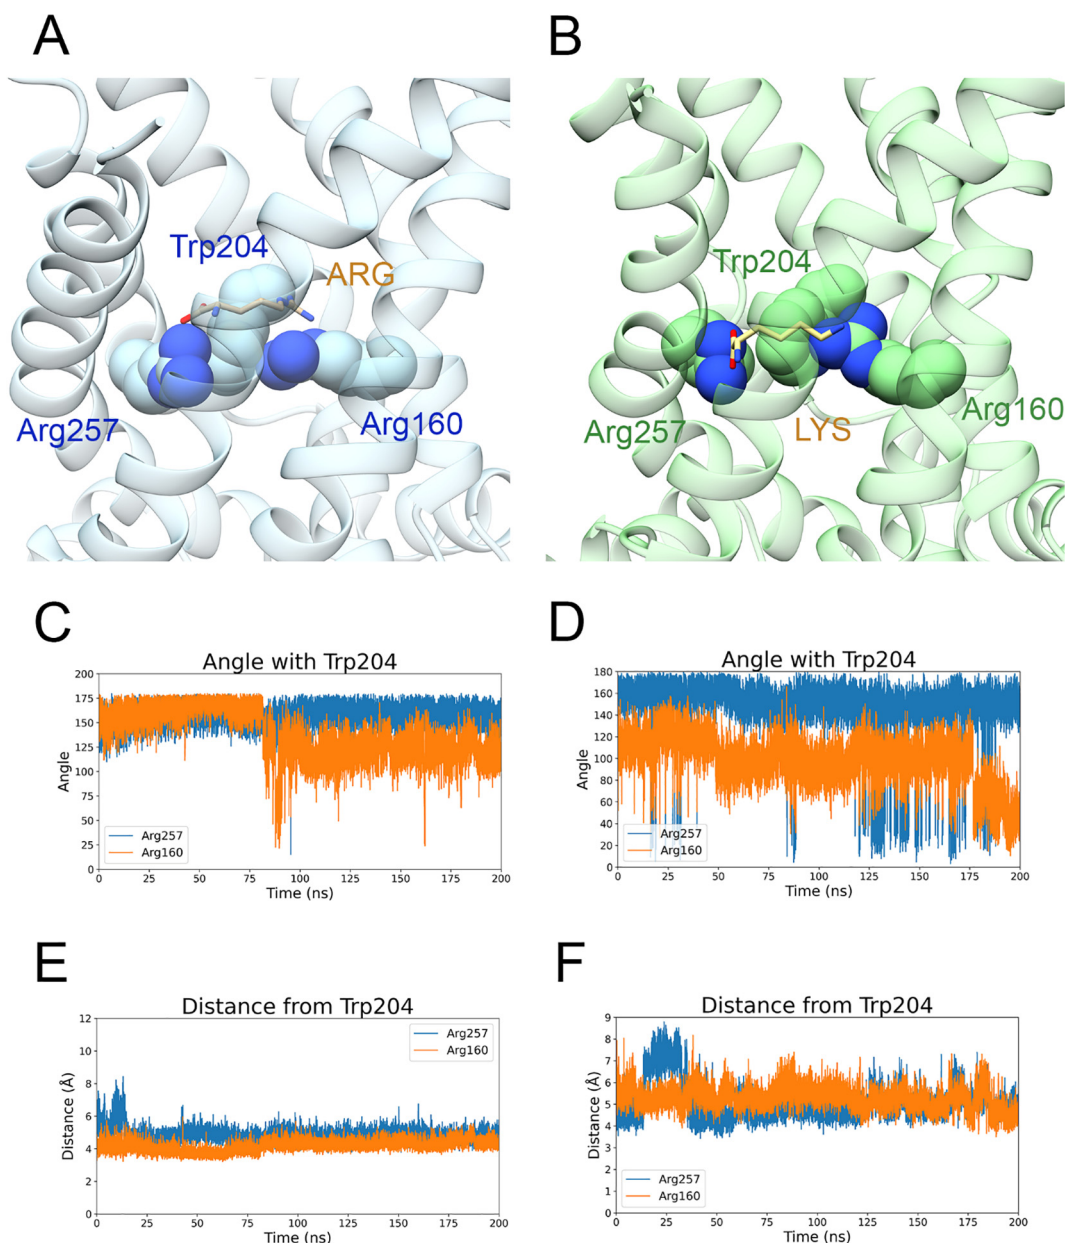 A
B
Trp204
ARG
Arg257
Arg160
Trp204
Arg257
LYS
Arg160
C
D
Angle with Trp204
Angle
200
175
150
125
100
75
50
25
0
Arg257
Arg160
0 25 50 75 100 125 150 175 200
Time (ns)
Angle with Trp204
Angle
180
160
140
120
100
80
60
40
20
0
Arg257
Arg160
0 25 50 75 100 125 150 175 200
Time (ns)
E
F
Distance from Trp204
Distance (Å)
12
10
8
6
4
2
0
Arg257
Arg160
0 25 50 75 100 125 150 175 200
Time (ns)
Distance from Trp204
Distance (Å)
9
8
7
6
5
4
3
2
1
0
Arg257
Arg160
0 25 50 75 100 125 150 175 200
Time (ns)